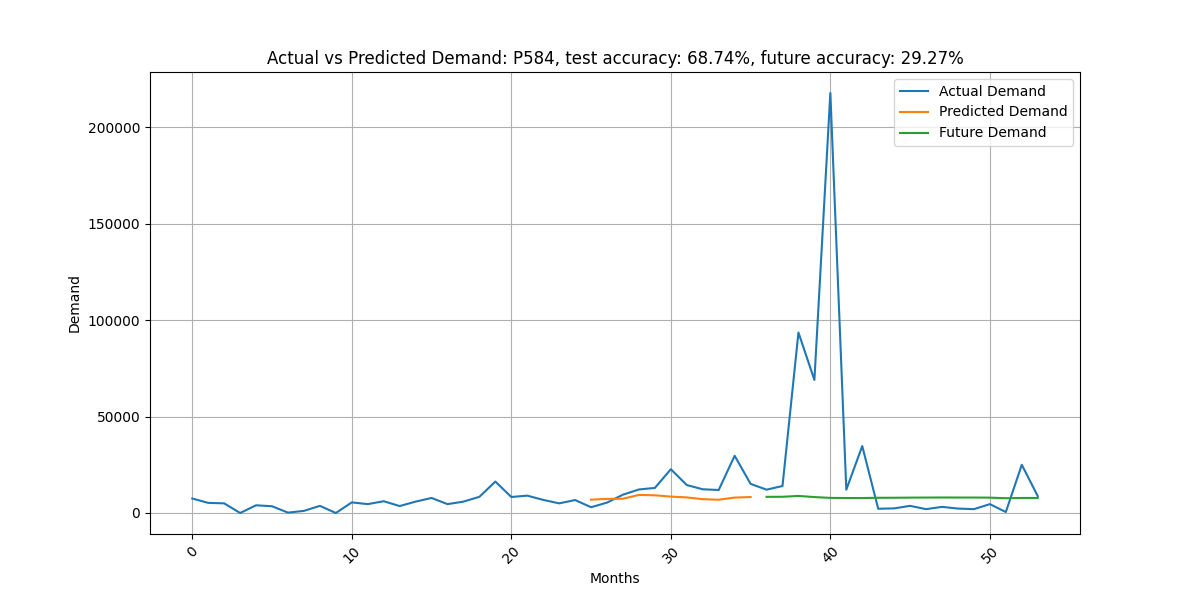 Actual vs Predicted Demand: P584, test accuracy: 68.74%, future accuracy: 29.27%
Actual Demand
Predicted Demand
Future Demand
200000
150000
100000
50000
0
Demand
0
10
20
30
40
50
Months